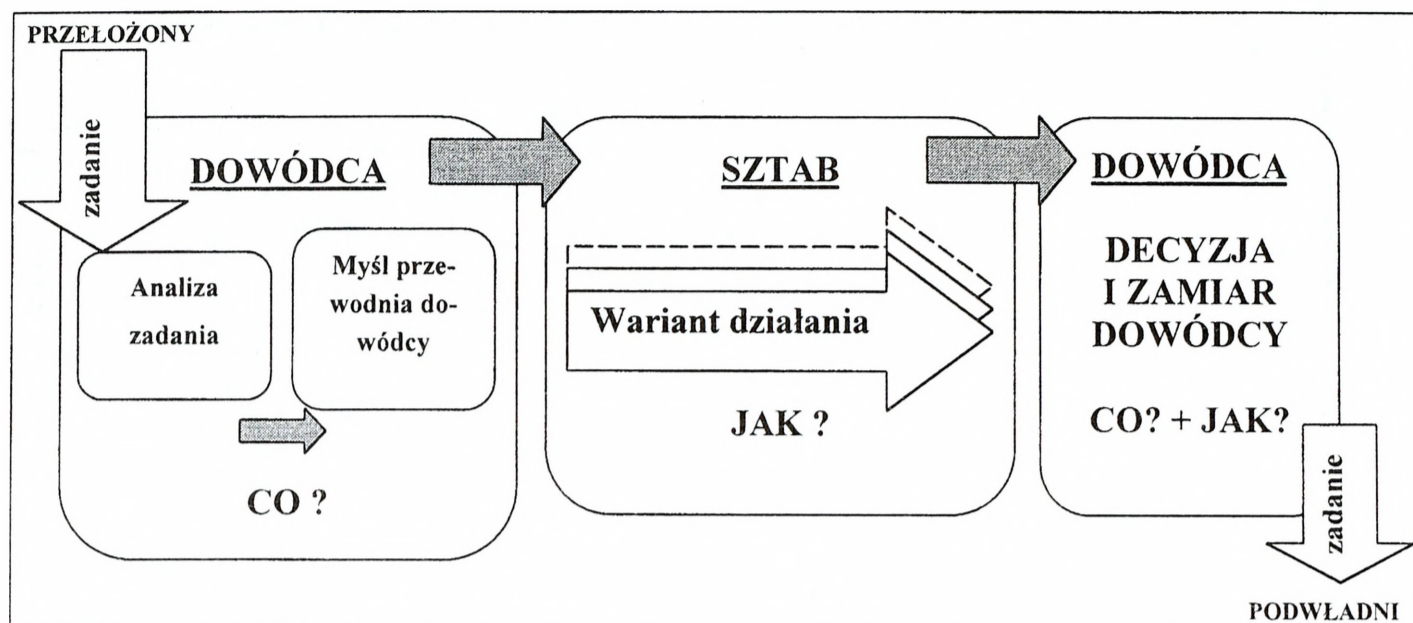 PRZEŁOŻONY
zadanie
DOWÓDCA
Analiza
zadania
Myśl prze-
wodnia do-
wódcy
CO ?
SZTAB
Wariant działania
JAK ?
DOWÓDCA
DECYZJA
I ZAMIAR
DOWÓDCY
CO? + JAK?
zadanie
PODWŁADNI